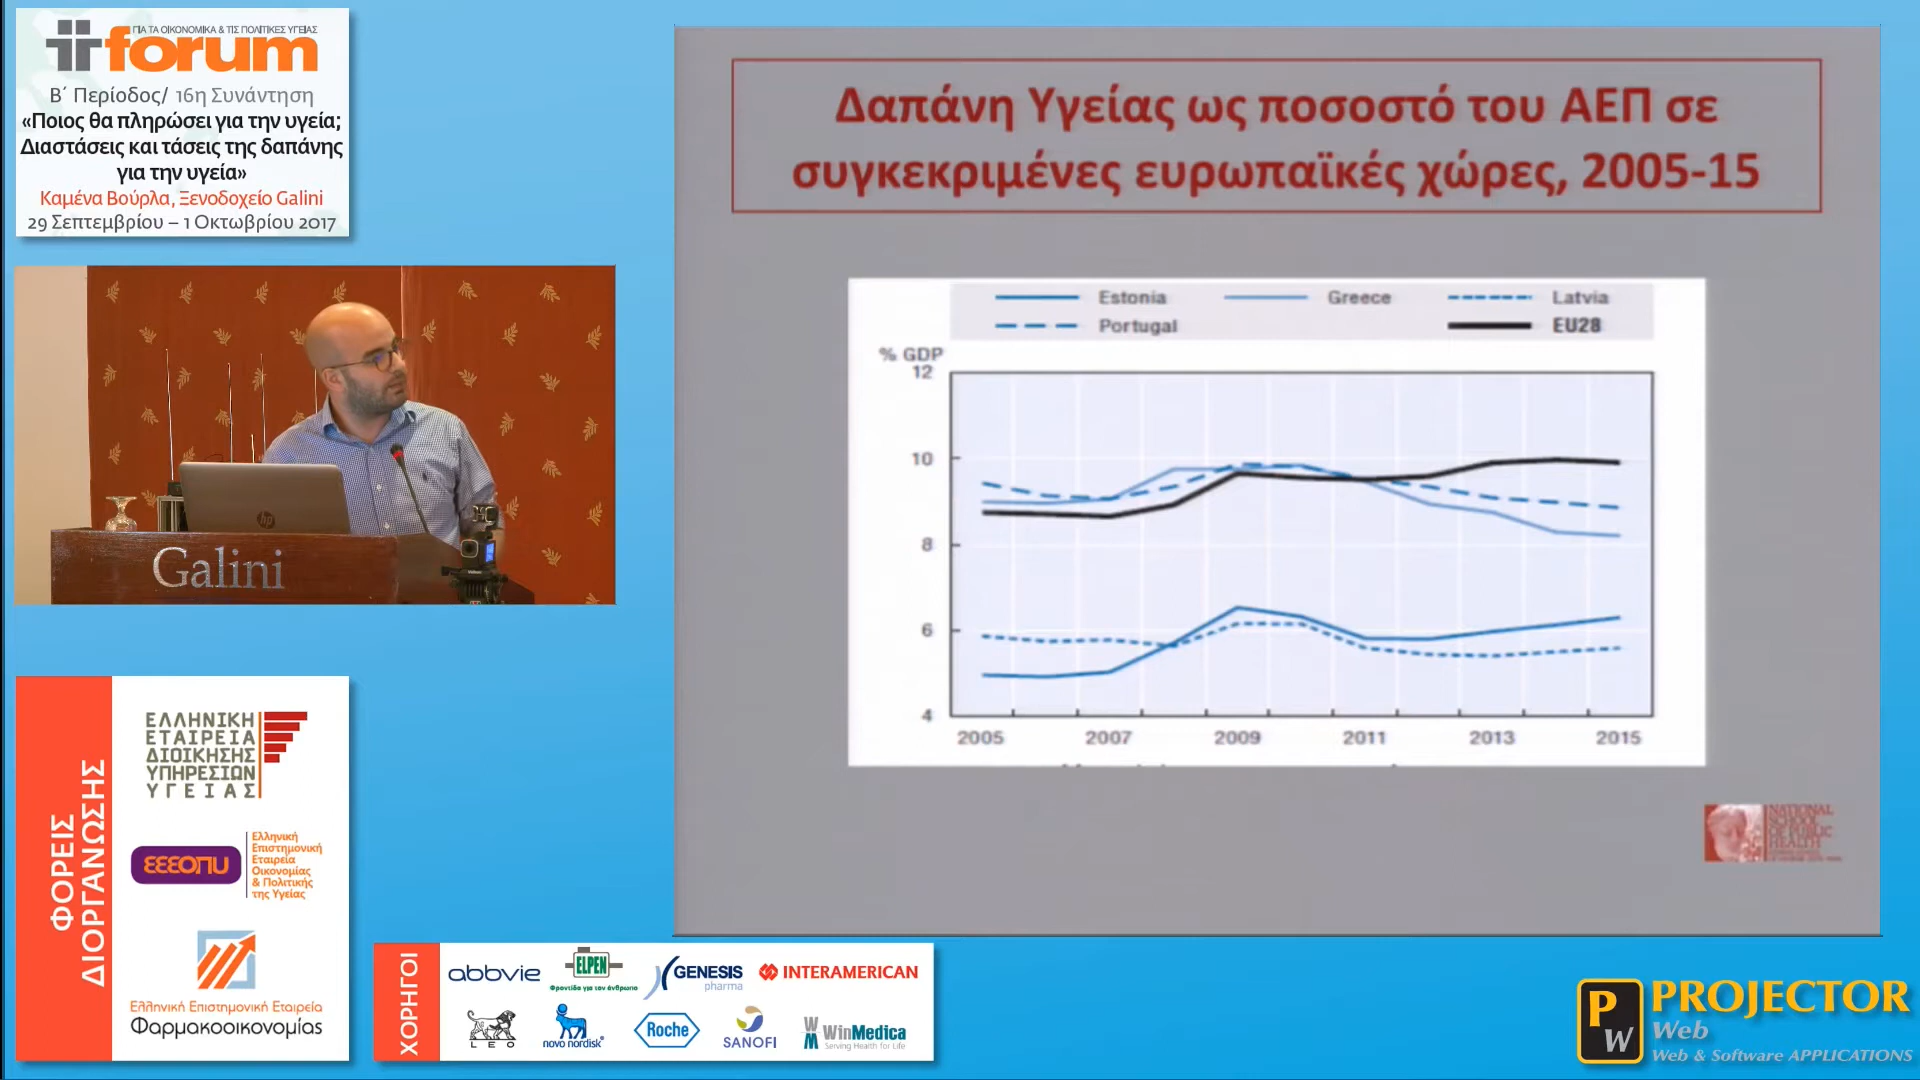 ΓΙΑ ΤΑ ΟΙΚΟΝΟΜΙΚΑ & ΤΙΣ ΠΟΛΙΤΙΚΕΣ ΥΓΕΙΑΣ
forum
Β΄ Περίοδος/ 16η Συνάντηση
«Ποιος θα πληρώσει για την υγεία;
Διαστάσεις και τάσεις της δαπάνης
για την υγεία»
Καμένα Βούρλα, Ξενοδοχείο Galini
29 Σεπτεμβρίου – 1 Οκτωβρίου 2017
hp
Galini
Δαπάνη Υγείας ως ποσοστό του ΑΕΠ σε
συγκεκριμένες ευρωπαϊκές χώρες, 2005-15
Estonia Greece Latvia
Portugal EU28
% GDP
12
10
8
6
4
2005 2007 2009 2011 2013 2015
NATIONAL
SCHOOL
OF PUBLIC
HEALTH
ΦΟΡΕΙΣ
ΔΙΟΡΓΑΝΩΣΗΣ
ΕΛΛΗΝΙΚΗ
ΕΤΑΙΡΕΙΑ
ΔΙΟΙΚΗΣΗΣ
ΥΠΗΡΕΣΙΩΝ
ΥΓΕΙΑΣ
ΕΕΕΟΠΥ
Ελληνική
Επιστημονική
Εταιρεία
Οικονομίας
& Πολιτικής
της Υγείας
Ελληνική Επιστημονική Εταιρεία
Φαρμακοοικονομίας
ΧΟΡΗΓΟΙ
abbvie
ELPEN
Φροντίδα για τον άνθρωπο
GENESIS
pharma
INTERAMERICAN
LEO
novo nordisk
Roche
SANOFI
WinMedica
Serving Health for Life
PW
PROJECTOR
Web
Web & Software APPLICATIONS